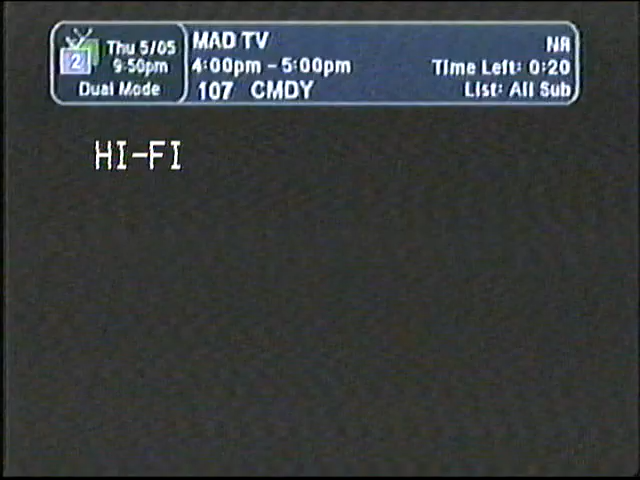 Thu 5/05
2
9:50pm
Dual Mode
MAD TV
NR
4:00pm - 5:00pm
Time Left: 0:20
107 CMDY
List: All Sub
HI-FI